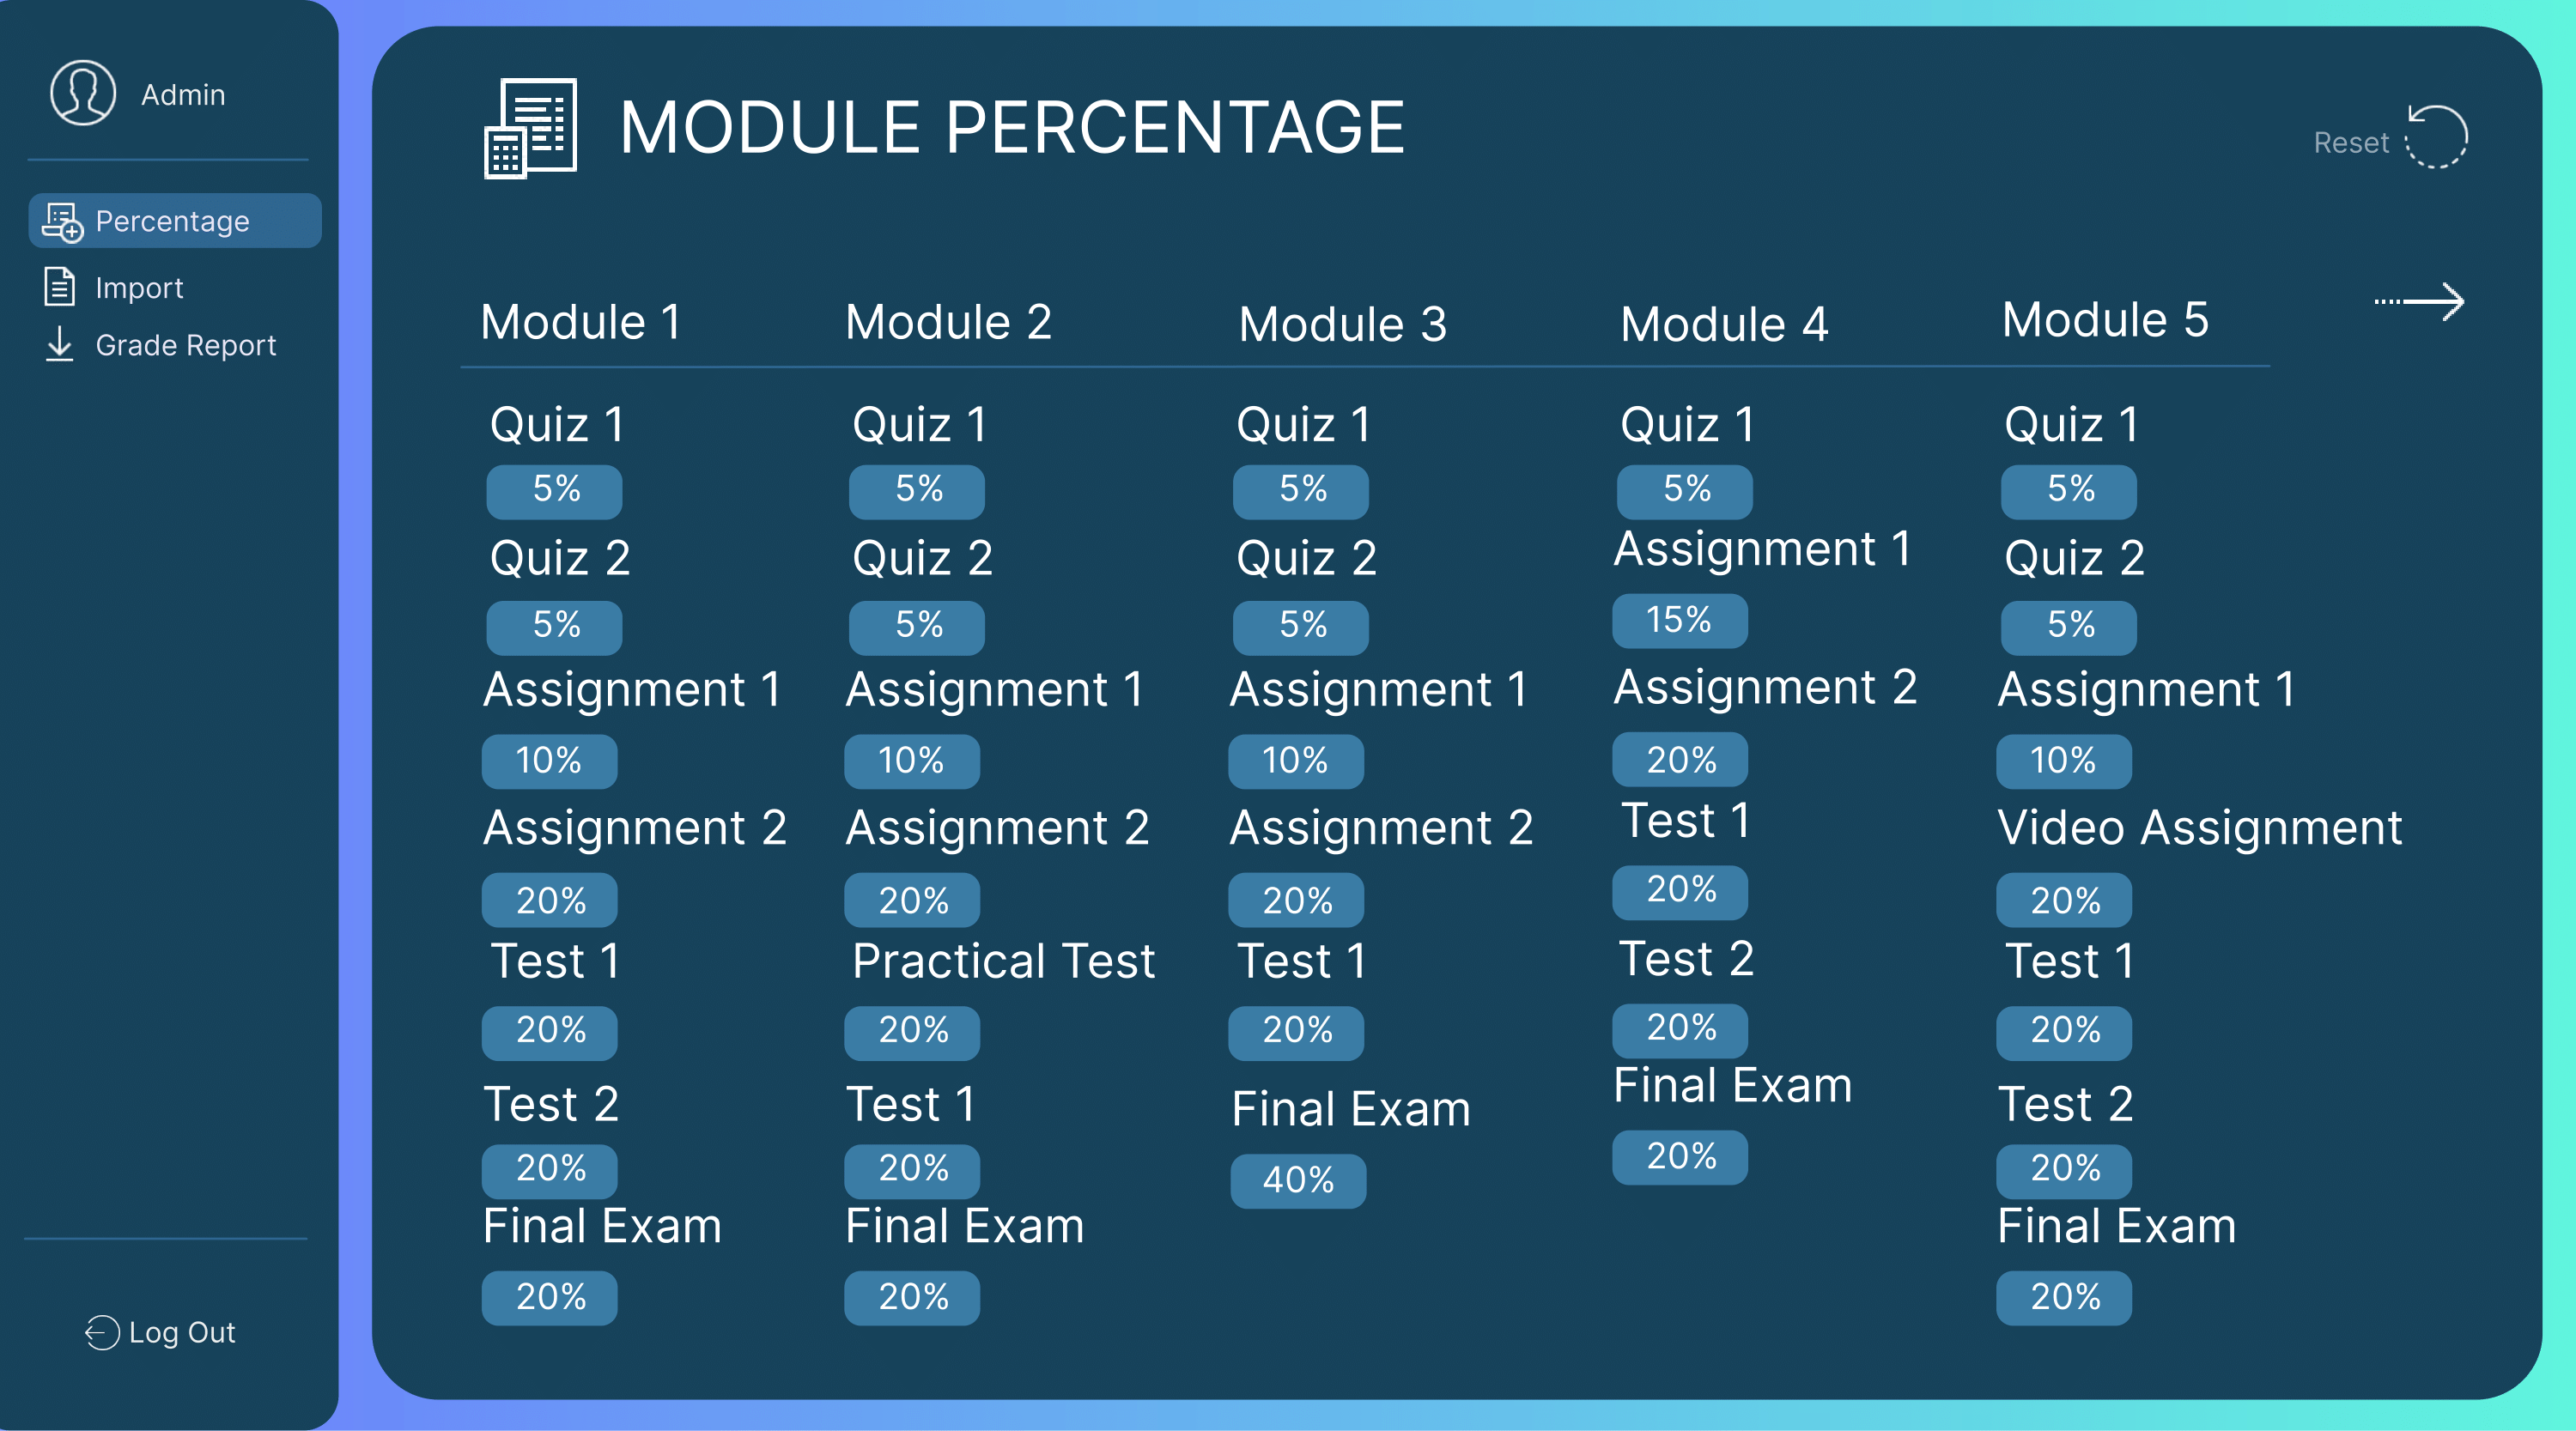 Admin
Percentage
Import
Grade Report
Log Out
MODULE PERCENTAGE
Reset
Module 1
Module 2
Module 3
Module 4
Module 5
Quiz 1
5%
Quiz 2
5%
Assignment 1
10%
Assignment 2
20%
Test 1
20%
Test 2
20%
Final Exam
20%
Quiz 1
5%
Quiz 2
5%
Assignment 1
10%
Assignment 2
20%
Practical Test
20%
Test 1
20%
Final Exam
20%
Quiz 1
5%
Quiz 2
5%
Assignment 1
10%
Assignment 2
20%
Test 1
20%
Final Exam
40%
Quiz 1
5%
Assignment 1
15%
Assignment 2
20%
Test 1
20%
Test 2
20%
Final Exam
20%
Quiz 1
5%
Quiz 2
5%
Assignment 1
10%
Video Assignment
20%
Test 1
20%
Test 2
20%
Final Exam
20%